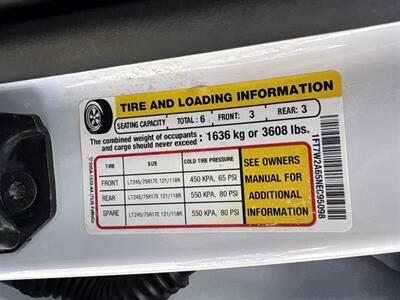 TIRE AND LOADING INFORMATION
SEATING CAPACITY TOTAL: 6 FRONT: 3 REAR: 3
The combined weight of occupants and cargo should never exceed : 1636 kg or 3608 lbs.
TIRE SIZE COLD TIRE PRESSURE
FRONT LT245/75R17E 121/118R 450 KPA, 65 PSI
REAR LT245/75R17E 121/118R 550 KPA, 80 PSI
SPARE LT245/75R17E 121/118R 550 KPA, 80 PSI
SEE OWNERS
MANUAL FOR
ADDITIONAL
INFORMATION
1FT7W2A65NEC95096